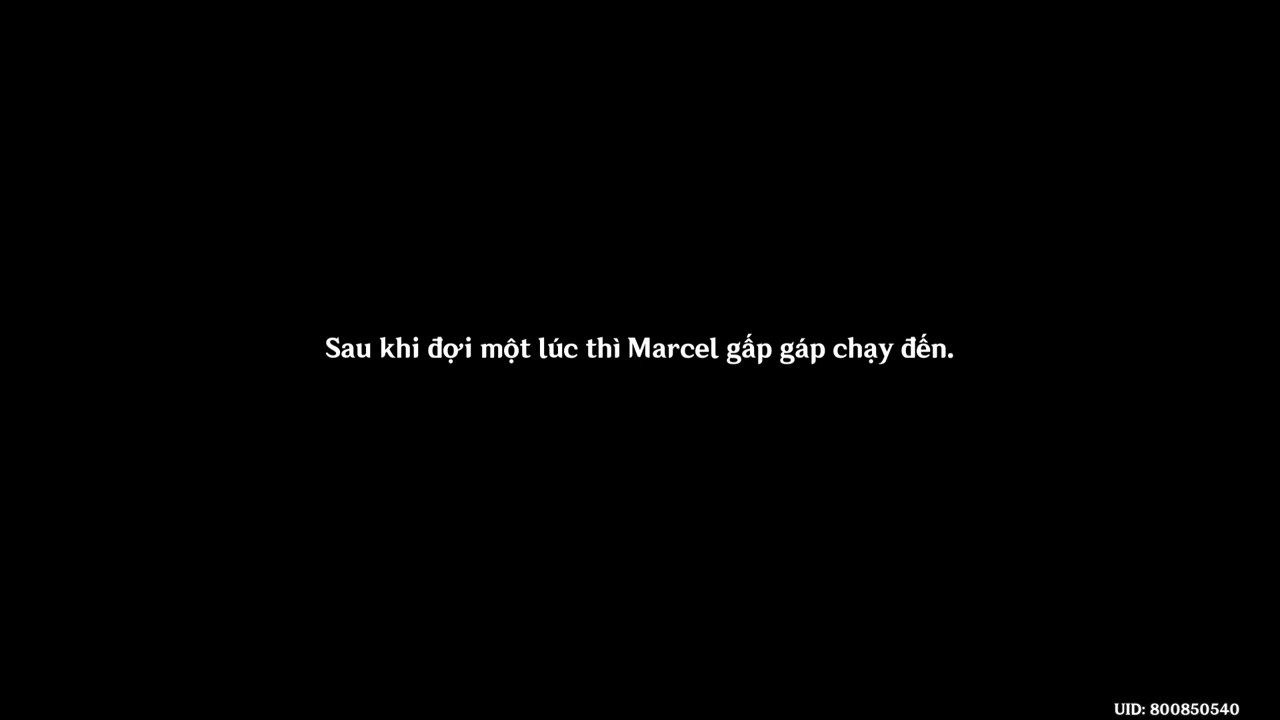 Sau khi đợi một lúc thì Marcel gấp gáp chạy đến.
UID: 800850540